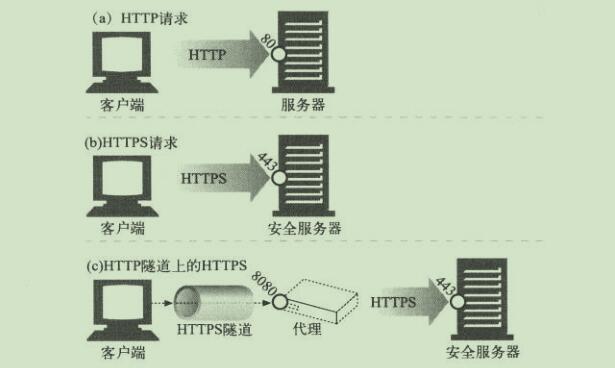 (a) HTTP请求
HTTP
80
客户端
服务器
(b)HTTPS请求
HTTPS
443
客户端
安全服务器
(c)HTTP隧道上的HTTPS
8080
HTTPS
443
HTTPS隧道
代理
客户端
安全服务器